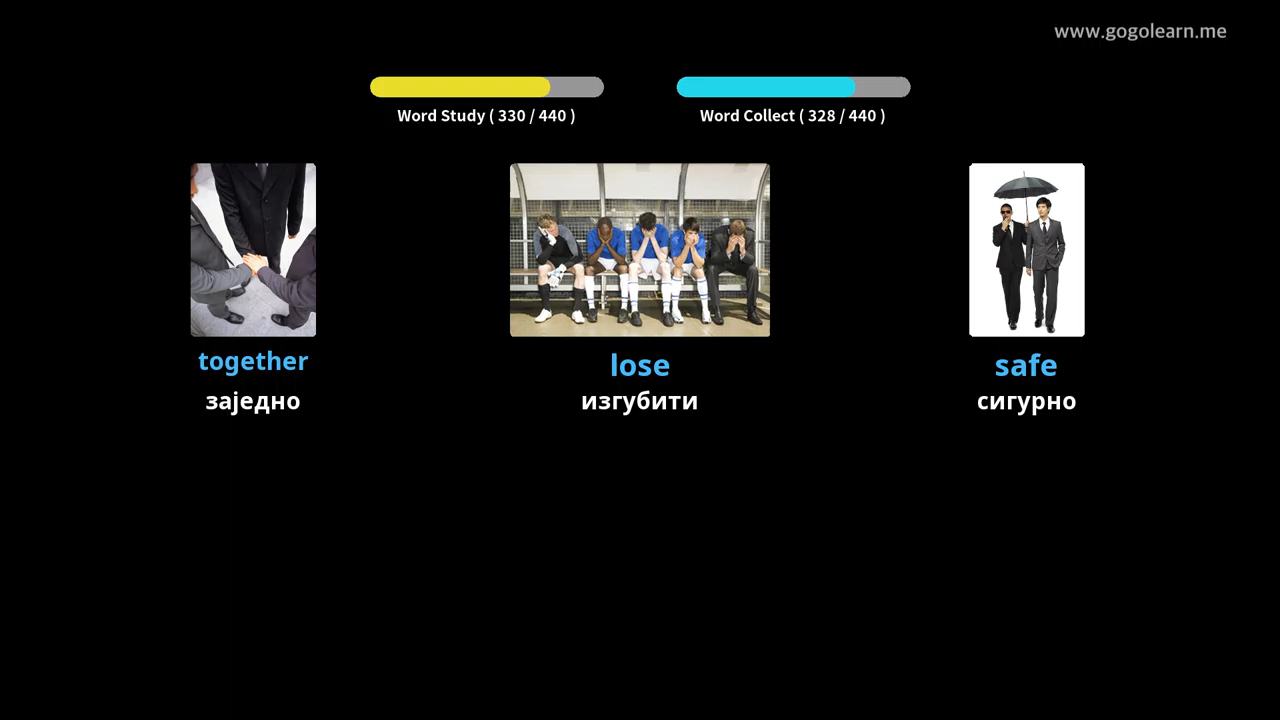 www.gogolearn.me
Word Study ( 330 / 440 )
Word Collect ( 328 / 440 )
together
lose
safe
заједно
изгубити
сигурно